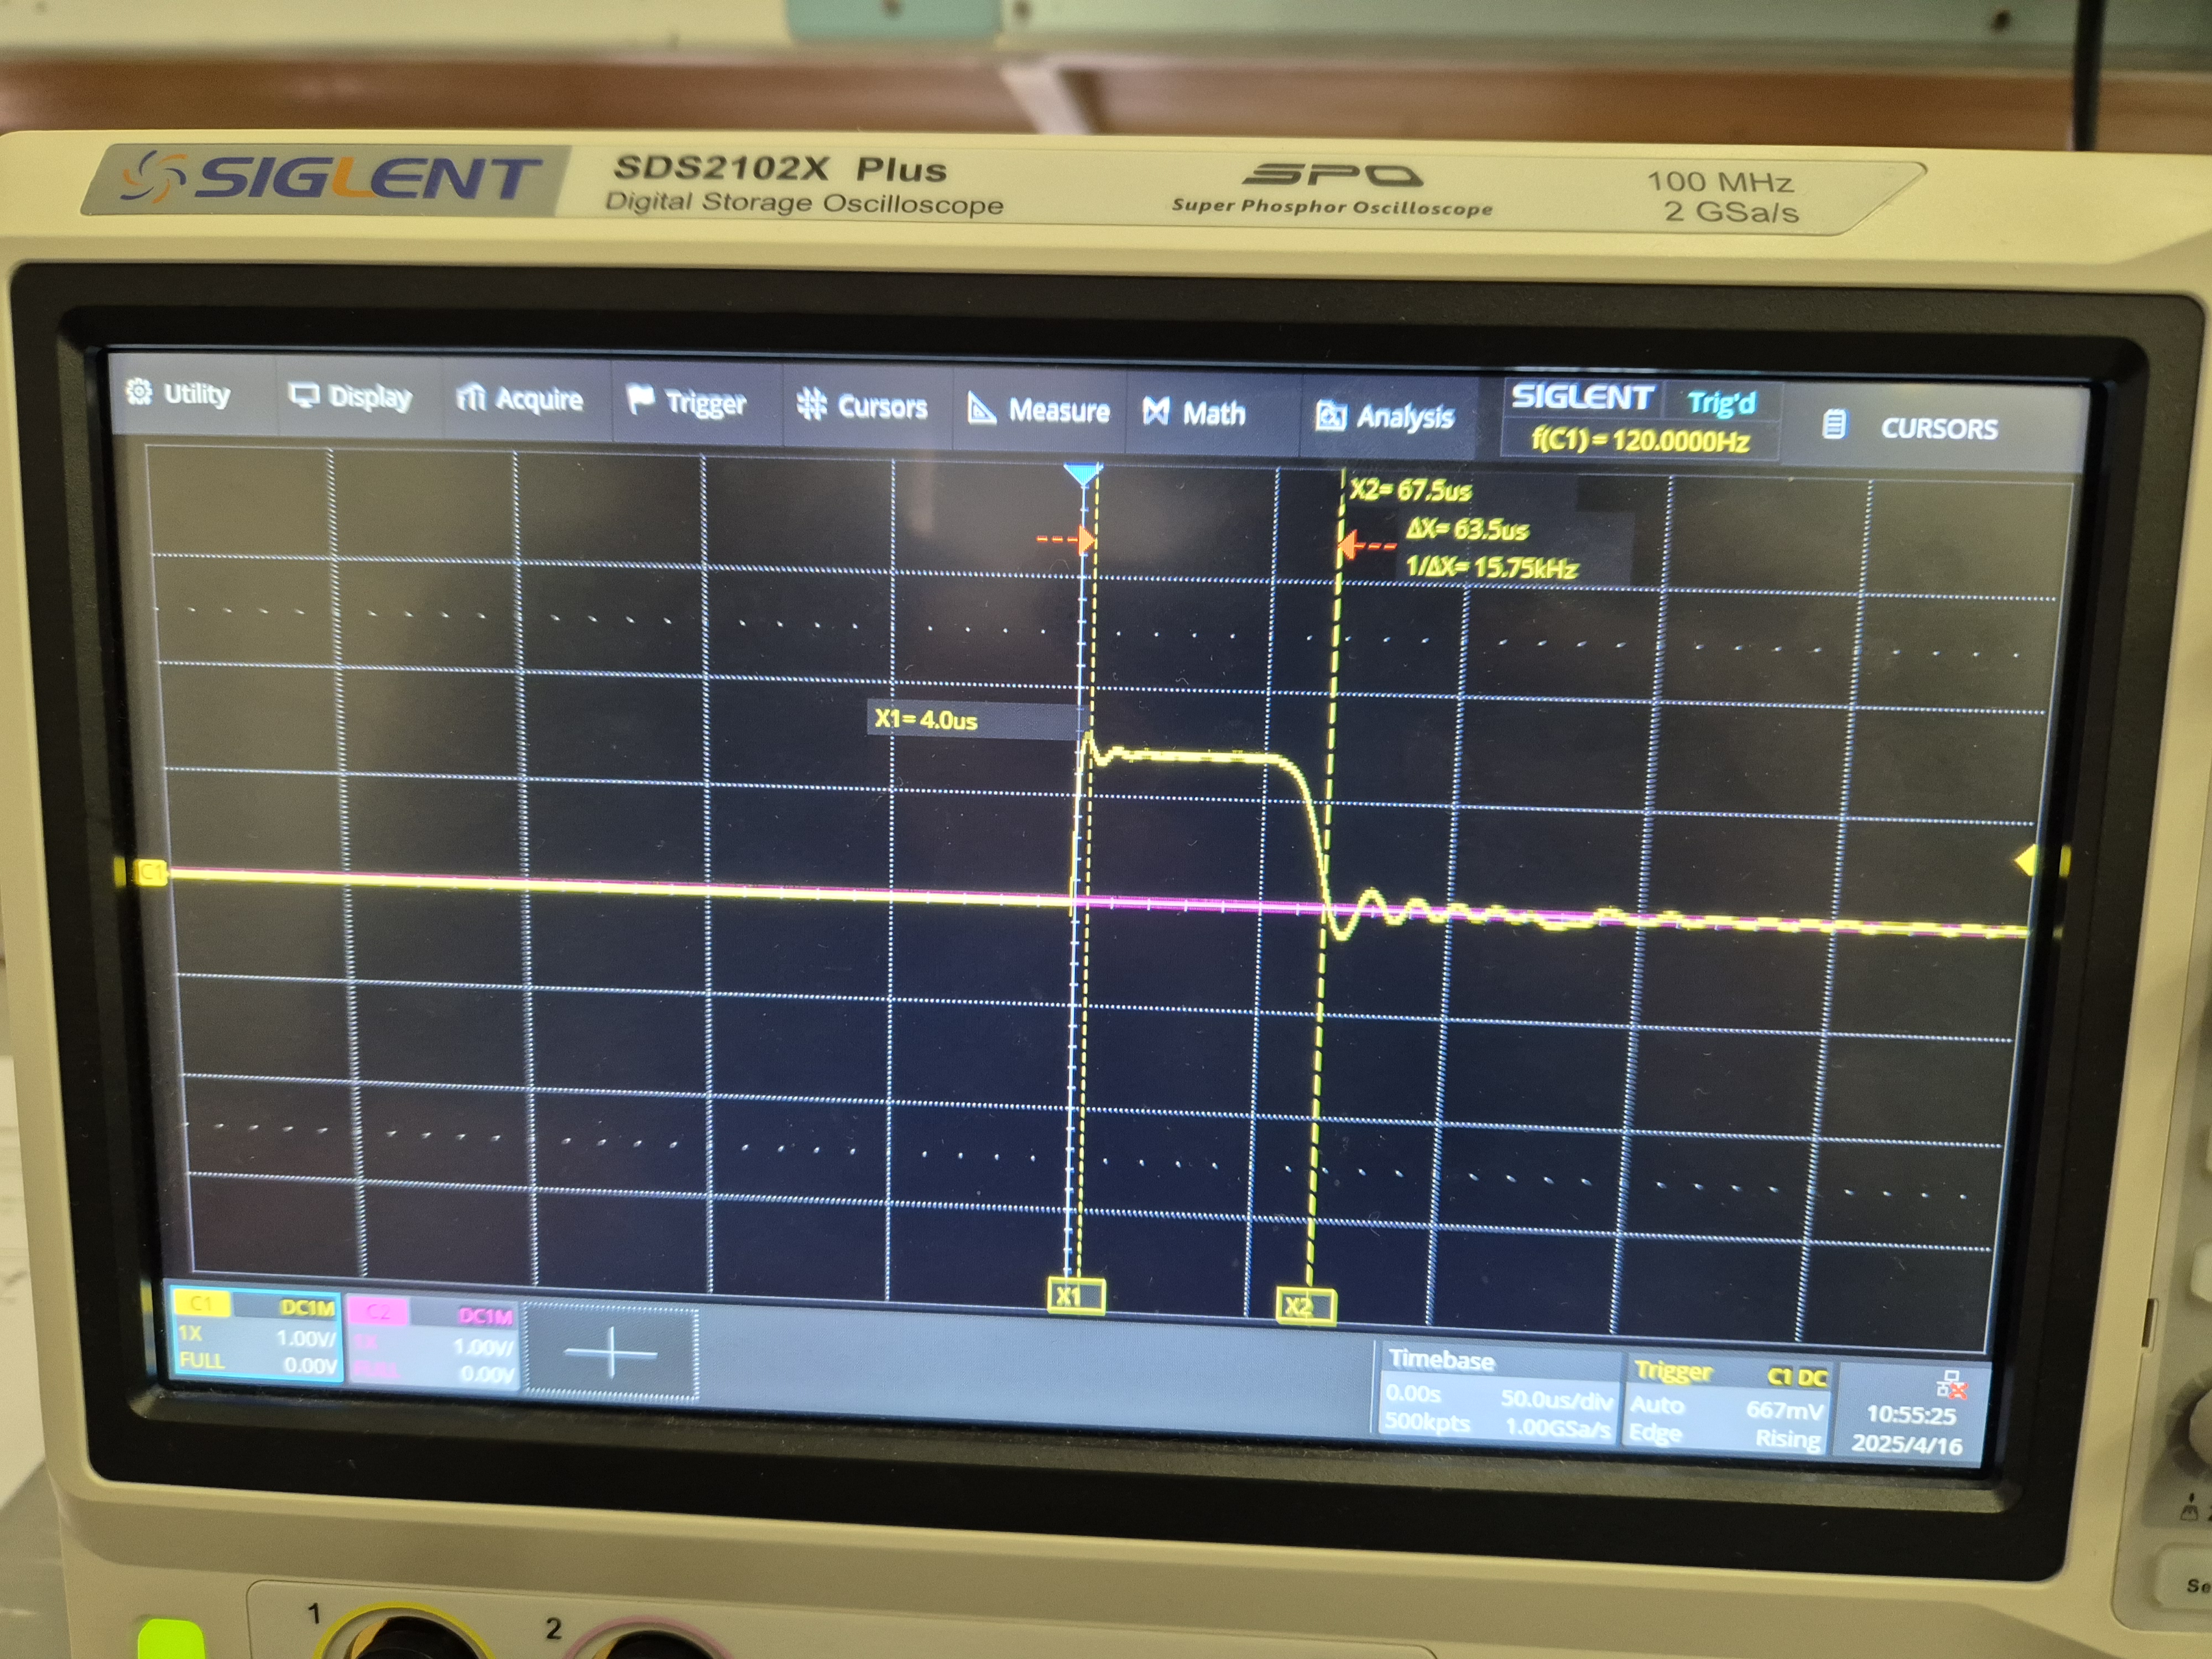 SIGLENT
SDS2102X Plus
Digital Storage Oscilloscope
SPO
Super Phosphor Oscilloscope
100 MHz
2 GSa/s
Utility
Display
Acquire
Trigger
Cursors
Measure
Math
Analysis
SIGLENT
Trig'd
f(C1) = 120.0000Hz
CURSORS
X2= 67.5us
ΔX= 63.5us
1/ΔX= 15.75kHz
X1= 4.0us
C1
X1
X2
C1 DC1M
1X 1.00V/
FULL 0.00V
C2 DC1M
1X 1.00V/
FULL 0.00V
Timebase
0.00s 50.0us/div
500kpts 1.00GSa/s
Trigger C1 DC
Auto 667mV
Edge Rising
10:55:25
2025/4/16
1
2